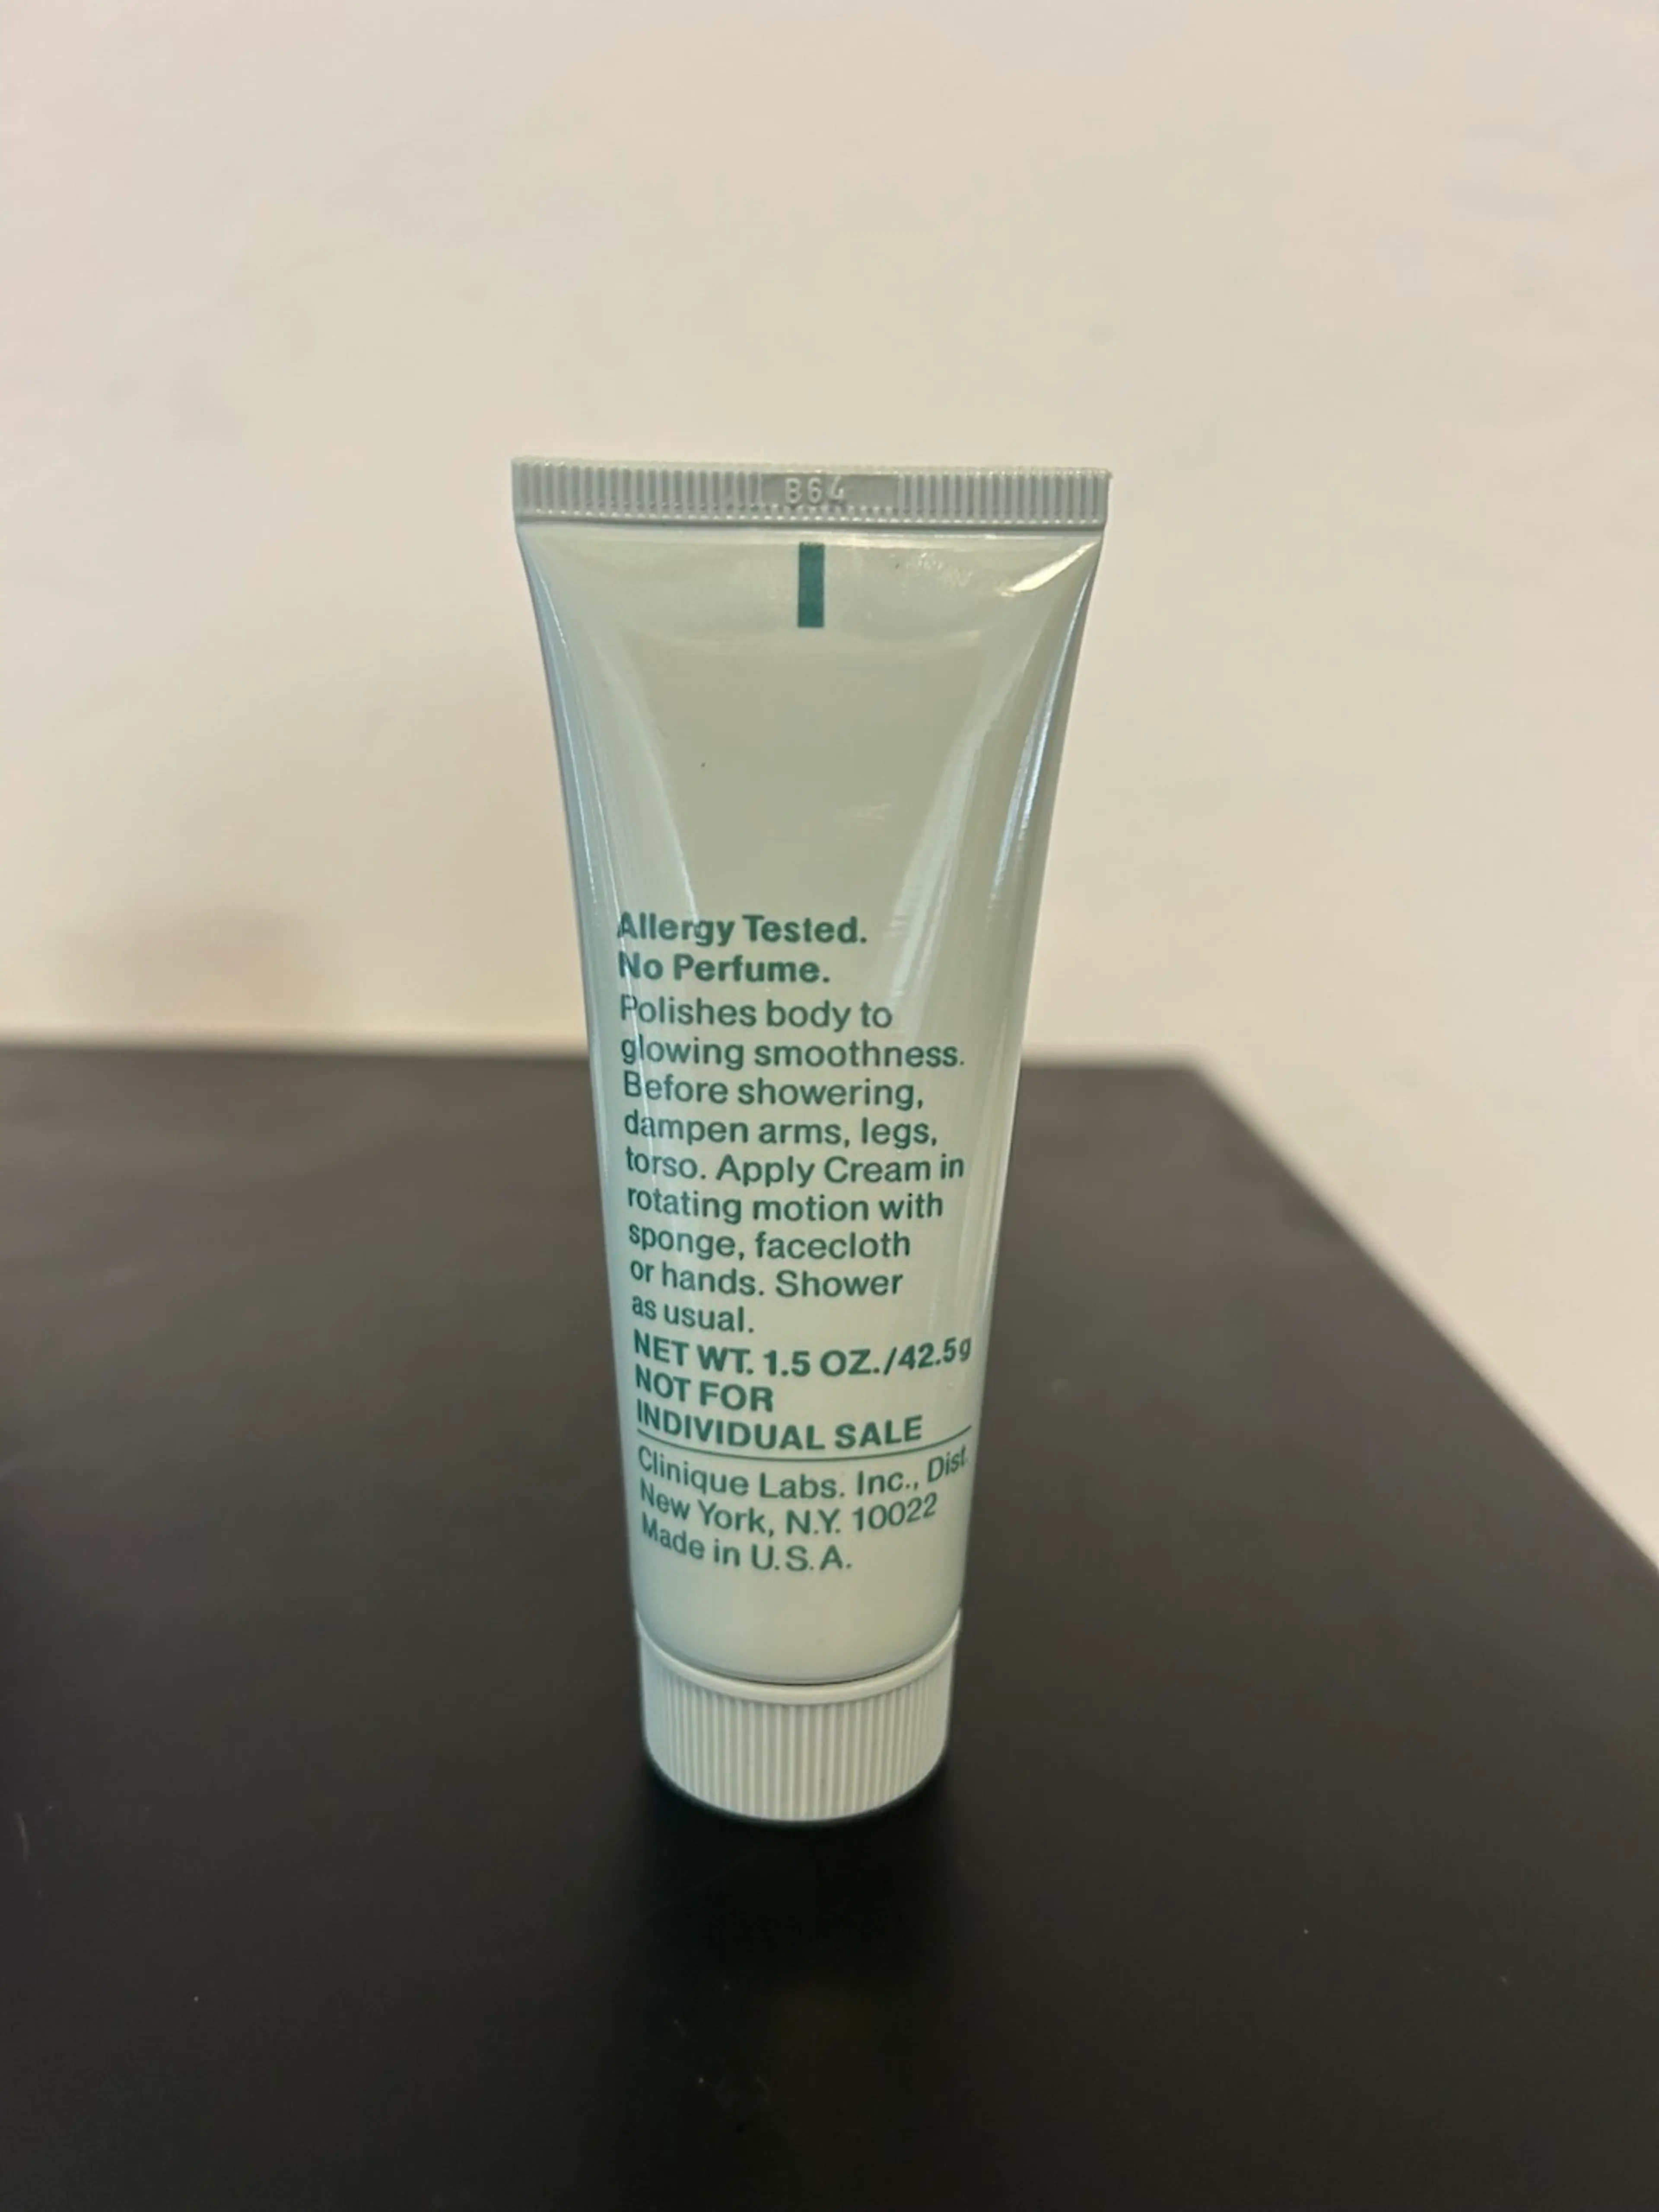 B64
Allergy Tested.
No Perfume.
Polishes body to
glowing smoothness.
Before showering,
dampen arms, legs,
torso. Apply Cream in
rotating motion with
sponge, facecloth
or hands. Shower
as usual.
NET WT. 1.5 OZ./42.5g
NOT FOR
INDIVIDUAL SALE
Clinique Labs. Inc., Dist.
New York, N.Y. 10022
Made in U.S.A.